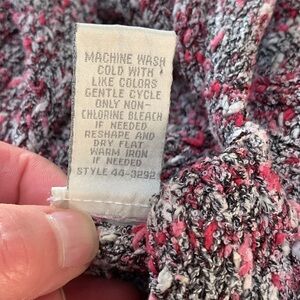 MACHINE WASH
COLD WITH
LIKE COLORS
GENTLE CYCLE
ONLY NON-
CHLORINE BLEACH
IF NEEDED
RESHAPE AND
DRY FLAT
WARM IRON
IF NEEDED
STYLE 44-3292